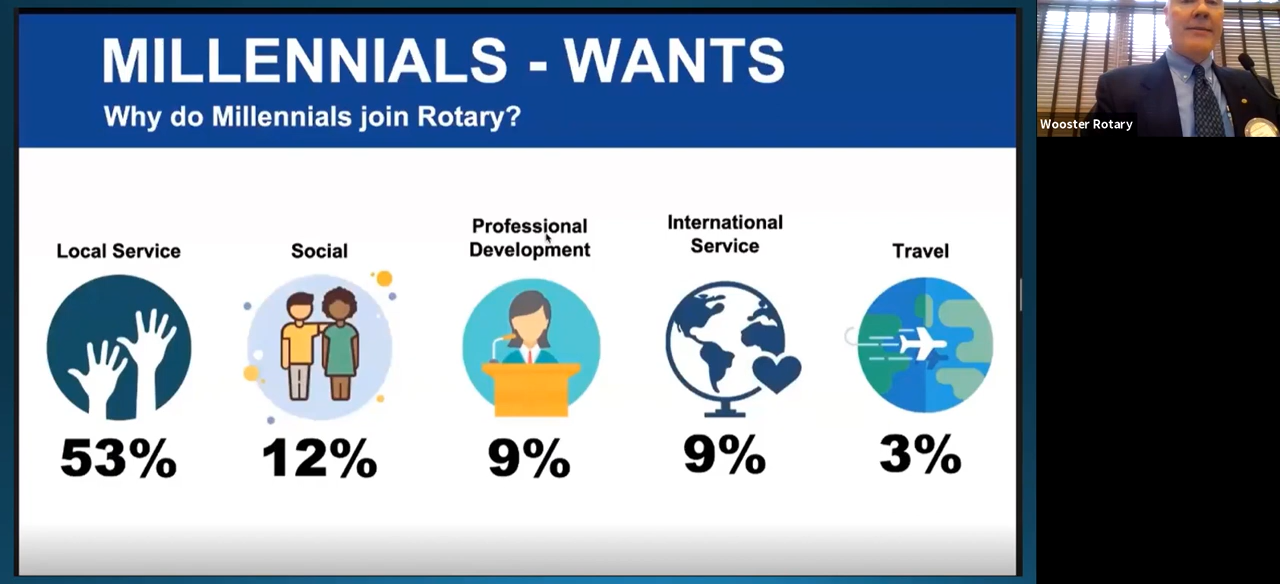 MILLENNIALS - WANTS
Why do Millennials join Rotary?
Local Service
Social
Professional
Development
International
Service
Travel
53%
12%
9%
9%
3%
Wooster Rotary